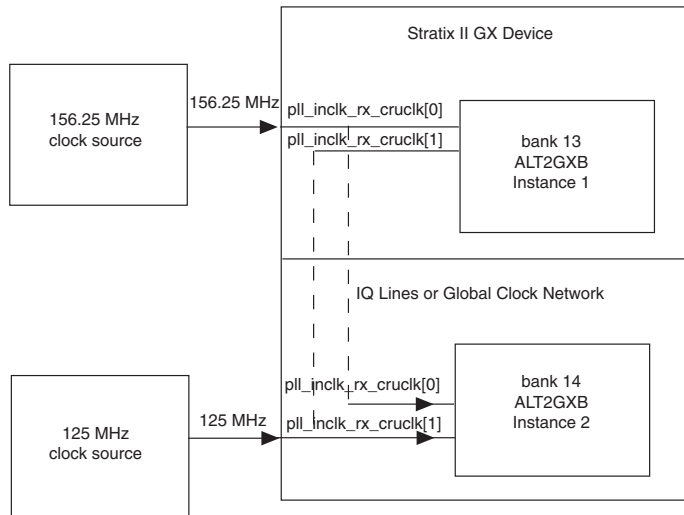 Stratix II GX Device
156.25 MHz
clock source
156.25 MHz
pll_inclk_rx_cruclk[0]
pll_inclk_rx_cruclk[1]
bank 13
ALT2GXB
Instance 1
IQ Lines or Global Clock Network
125 MHz
clock source
125 MHz
pll_inclk_rx_cruclk[0]
pll_inclk_rx_cruclk[1]
bank 14
ALT2GXB
Instance 2